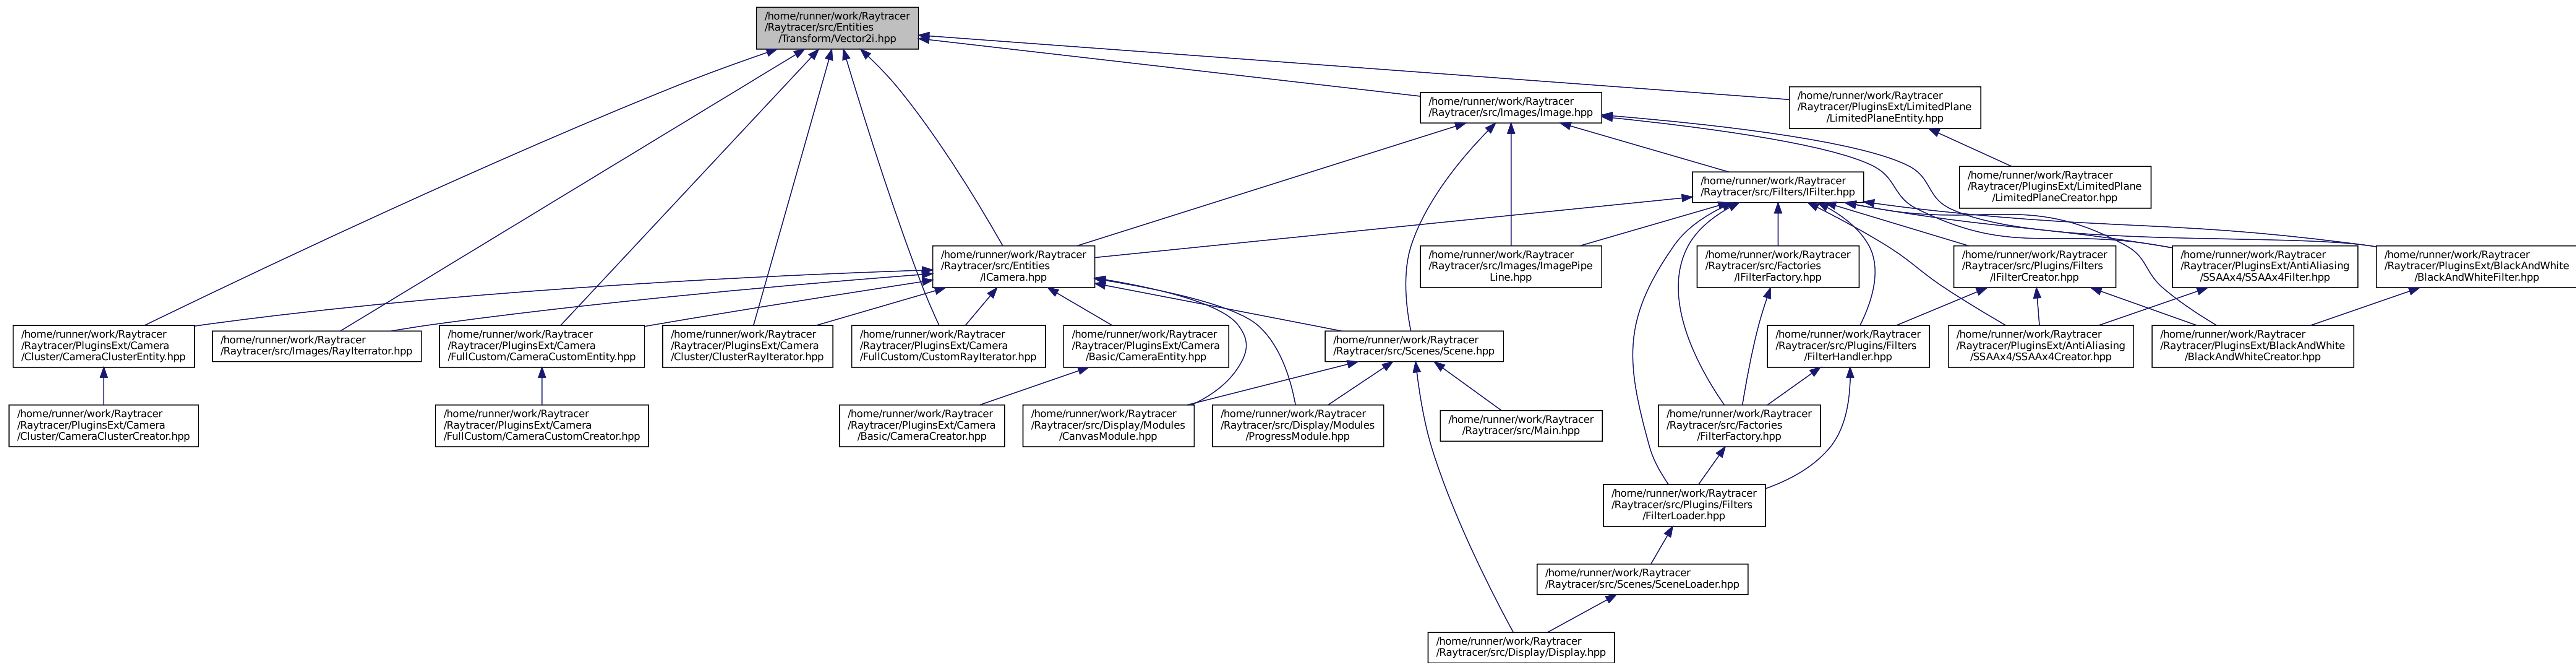 /home/runner/work/Raytracer
/Raytracer/src/Entities
/Transform/Vector2i.hpp
/home/runner/work/Raytracer
/Raytracer/src/Images/Image.hpp
/home/runner/work/Raytracer
/Raytracer/PluginsExt/LimitedPlane
/LimitedPlaneEntity.hpp
/home/runner/work/Raytracer
/Raytracer/src/Filters/IFilter.hpp
/home/runner/work/Raytracer
/Raytracer/PluginsExt/LimitedPlane
/LimitedPlaneCreator.hpp
/home/runner/work/Raytracer
/Raytracer/src/Entities
/ICamera.hpp
/home/runner/work/Raytracer
/Raytracer/src/Images/ImagePipe
Line.hpp
/home/runner/work/Raytracer
/Raytracer/src/Factories
/IFilterFactory.hpp
/home/runner/work/Raytracer
/Raytracer/src/Plugins/Filters
/IFilterCreator.hpp
/home/runner/work/Raytracer
/Raytracer/PluginsExt/AntiAliasing
/SSAAx4/SSAAx4Filter.hpp
/home/runner/work/Raytracer
/Raytracer/PluginsExt/BlackAndWhite
/BlackAndWhiteFilter.hpp
/home/runner/work/Raytracer
/Raytracer/PluginsExt/Camera
/Cluster/CameraClusterEntity.hpp
/home/runner/work/Raytracer
/Raytracer/src/Images/RayIterrator.hpp
/home/runner/work/Raytracer
/Raytracer/PluginsExt/Camera
/FullCustom/CameraCustomEntity.hpp
/home/runner/work/Raytracer
/Raytracer/PluginsExt/Camera
/Cluster/ClusterRayIterator.hpp
/home/runner/work/Raytracer
/Raytracer/PluginsExt/Camera
/FullCustom/CustomRayIterator.hpp
/home/runner/work/Raytracer
/Raytracer/PluginsExt/Camera
/Basic/CameraEntity.hpp
/home/runner/work/Raytracer
/Raytracer/src/Scenes/Scene.hpp
/home/runner/work/Raytracer
/Raytracer/src/Plugins/Filters
/FilterHandler.hpp
/home/runner/work/Raytracer
/Raytracer/PluginsExt/AntiAliasing
/SSAAx4/SSAAx4Creator.hpp
/home/runner/work/Raytracer
/Raytracer/PluginsExt/BlackAndWhite
/BlackAndWhiteCreator.hpp
/home/runner/work/Raytracer
/Raytracer/PluginsExt/Camera
/Cluster/CameraClusterCreator.hpp
/home/runner/work/Raytracer
/Raytracer/PluginsExt/Camera
/FullCustom/CameraCustomCreator.hpp
/home/runner/work/Raytracer
/Raytracer/PluginsExt/Camera
/Basic/CameraCreator.hpp
/home/runner/work/Raytracer
/Raytracer/src/Display/Modules
/CanvasModule.hpp
/home/runner/work/Raytracer
/Raytracer/src/Display/Modules
/ProgressModule.hpp
/home/runner/work/Raytracer
/Raytracer/src/Main.hpp
/home/runner/work/Raytracer
/Raytracer/src/Factories
/FilterFactory.hpp
/home/runner/work/Raytracer
/Raytracer/src/Plugins/Filters
/FilterLoader.hpp
/home/runner/work/Raytracer
/Raytracer/src/Scenes/SceneLoader.hpp
/home/runner/work/Raytracer
/Raytracer/src/Display/Display.hpp